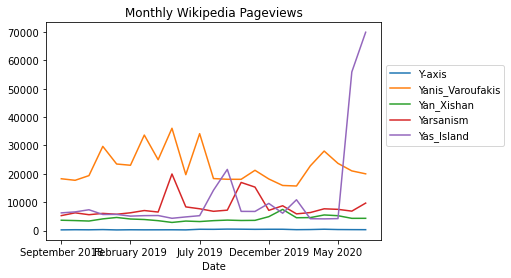 Monthly Wikipedia Pageviews
70000
60000
50000
40000
30000
20000
10000
0
Y-axis
Yanis_Varoufakis
Yan_Xishan
Yarsanism
Yas_Island
February 2019
July 2019
December 2019
May 2020
Date